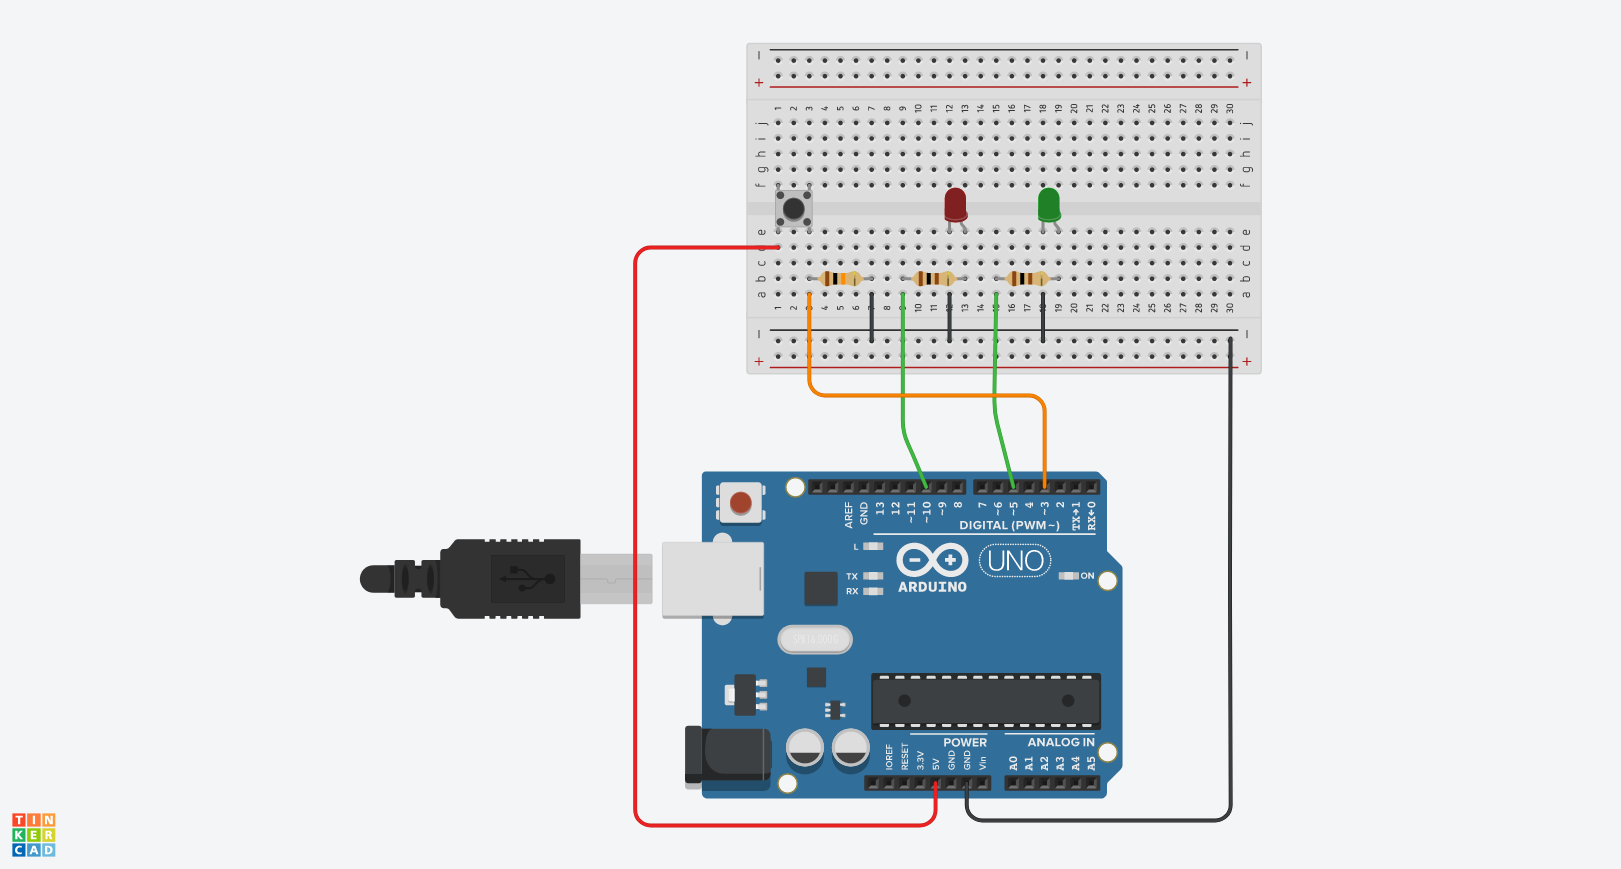 − −
+ +
1 2 3 4 5 6 7 8 9 10 11 12 13 14 15 16 17 18 19 20 21 22 23 24 25 26 27 28 29 30
j j
i i
h h
g g
f f
e e
d d
c c
b b
a a
1 2 3 4 5 6 7 8 9 10 11 12 13 14 15 16 17 18 19 20 21 22 23 24 25 26 27 28 29 30
− −
+ +
AREF GND 13 12 ~11 ~10 ~9 8 7 ~6 ~5 4 ~3 2 TX→1 RX←0
DIGITAL (PWM~)
L
UNO
TX ON
RX ARDUINO
POWER ANALOG IN
IOREF RESET 3.3V 5V GND GND Vin A0 A1 A2 A3 A4 A5
TIN
KER
CAD